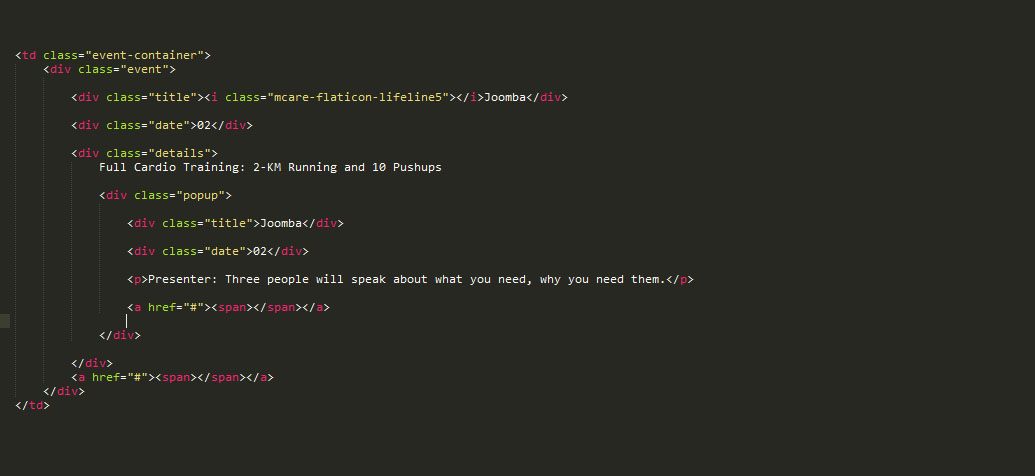 <td class="event-container">
<div class="event">
<div class="title"><i class="mcare-flaticon-lifeline5"></i>Joomba</div>
<div class="date">02</div>
<div class="details">
Full Cardio Training: 2-KM Running and 10 Pushups
<div class="popup">
<div class="title">Joomba</div>
<div class="date">02</div>
<p>Presenter: Three people will speak about what you need, why you need them.</p>
<a href="#"><span></span></a>
</div>
</div>
<a href="#"><span></span></a>
</div>
</td>